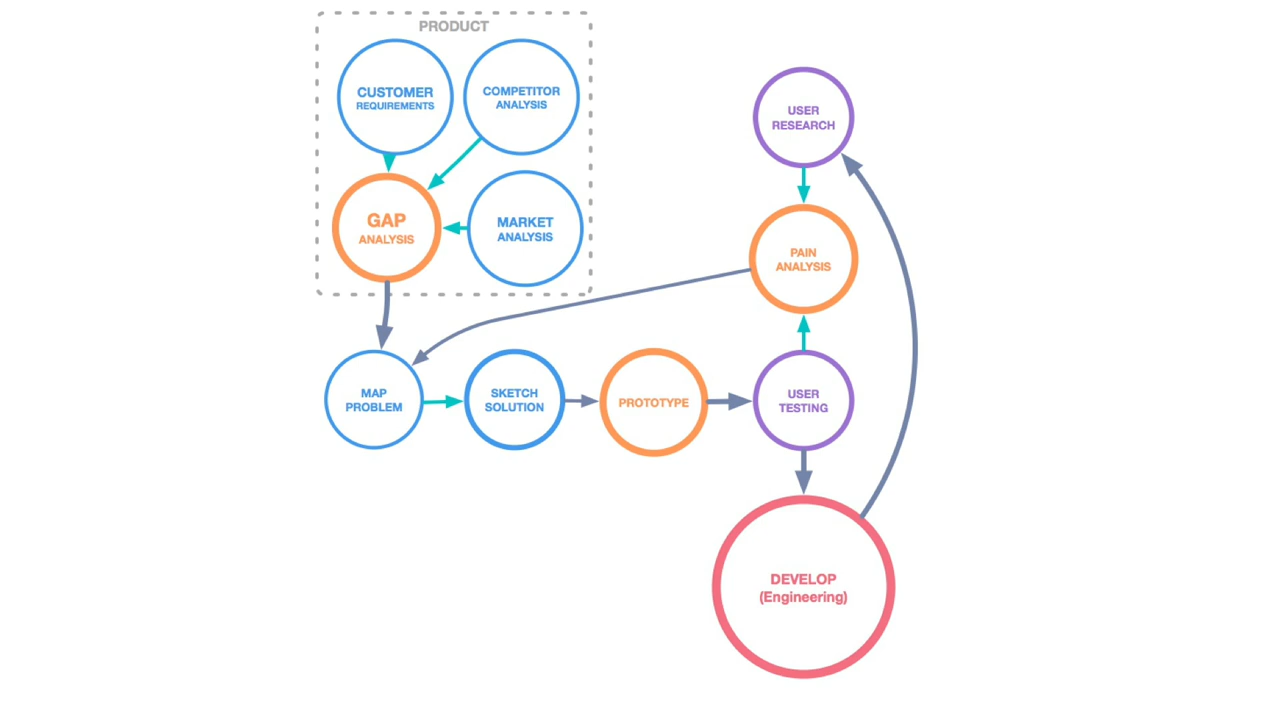 PRODUCT
CUSTOMER
REQUIREMENTS
COMPETITOR
ANALYSIS
GAP
ANALYSIS
MARKET
ANALYSIS
USER
RESEARCH
PAIN
ANALYSIS
MAP
PROBLEM
SKETCH
SOLUTION
PROTOTYPE
USER
TESTING
DEVELOP
(Engineering)